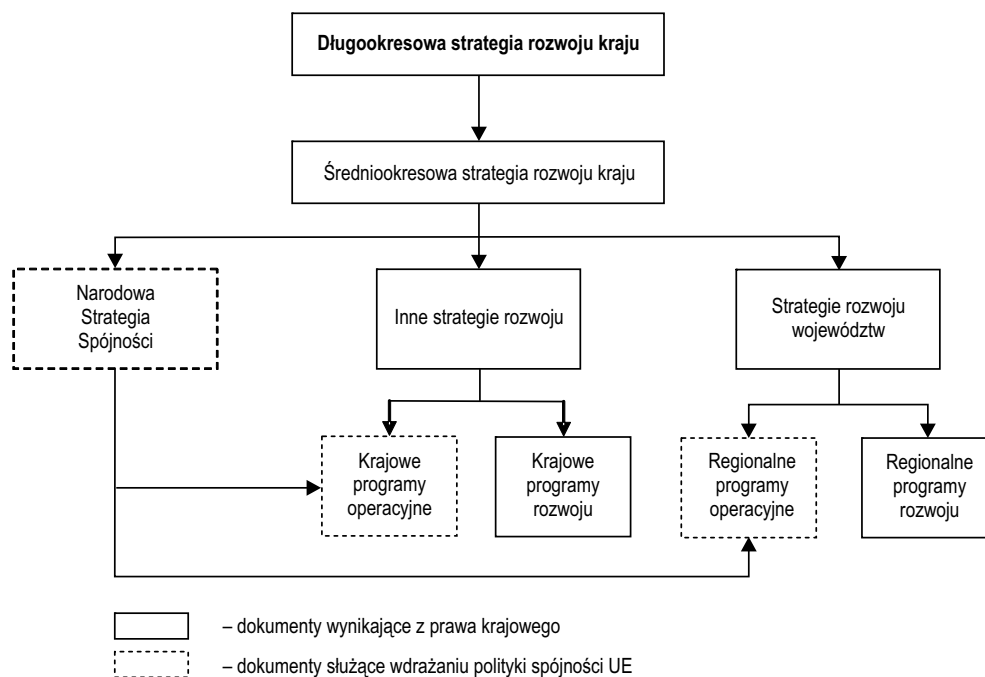 Długookresowa strategia rozwoju kraju
Średniookresowa strategia rozwoju kraju
Narodowa
Strategia
Spójności
Inne strategie rozwoju
Strategie rozwoju
województw
Krajowe
programy
operacyjne
Krajowe
programy
rozwoju
Regionalne
programy
operacyjne
Regionalne
programy
rozwoju
– dokumenty wynikające z prawa krajowego
– dokumenty służące wdrażaniu polityki spójności UE